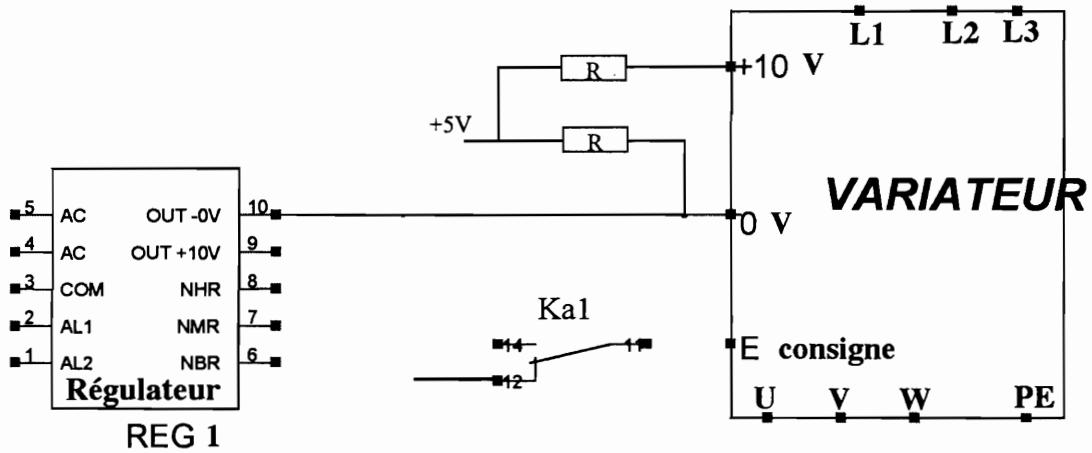 L1 L2 L3
+10 V
R
+5V
R
VARIATEUR
5 AC OUT -0V 10
0 V
4 AC OUT +10V 9
3 COM NHR 8
2 AL1 NMR 7
1 AL2 NBR 6
Régulateur
REG 1
Ka1
14 11
12
E consigne
U V W PE